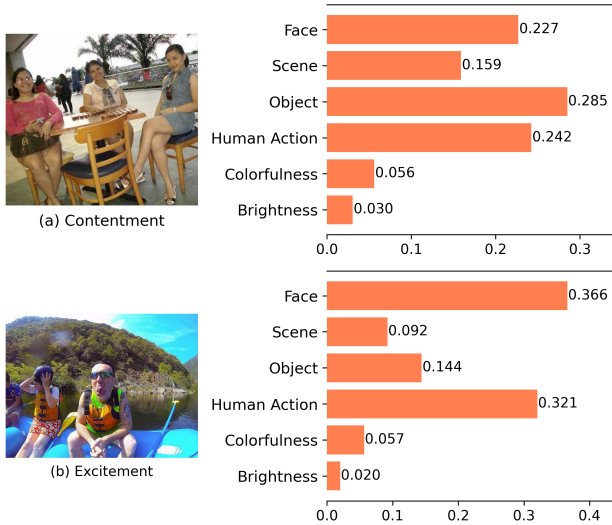 Face 0.227
Scene 0.159
Object 0.285
Human Action 0.242
Colorfulness 0.056
Brightness 0.030
0.0 0.1 0.2 0.3
(a) Contentment
Face 0.366
Scene 0.092
Object 0.144
Human Action 0.321
Colorfulness 0.057
Brightness 0.020
0.0 0.1 0.2 0.3 0.4
(b) Excitement